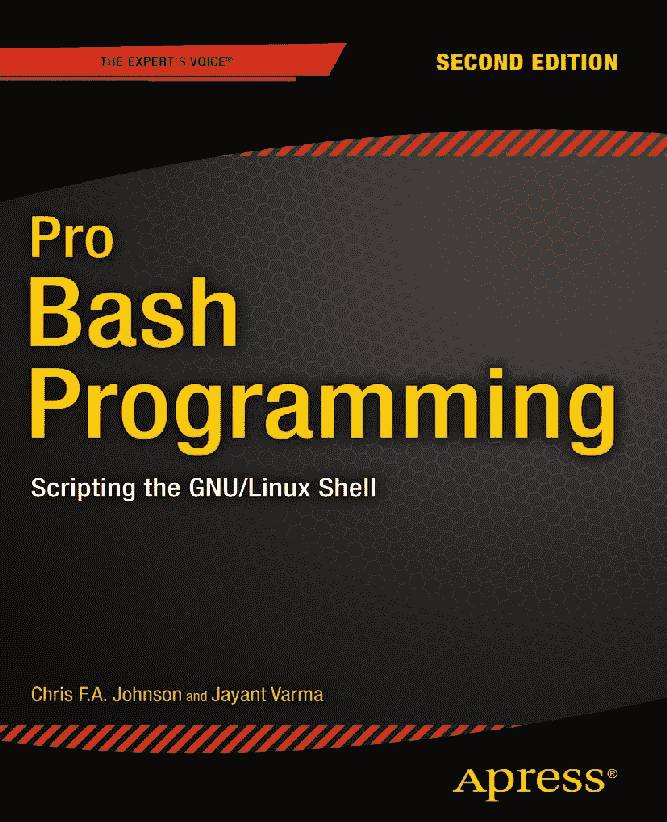 THE EXPERT'S VOICE®
SECOND EDITION
Pro
Bash
Programming
Scripting the GNU/Linux Shell
Chris F.A. Johnson and Jayant Varma
Apress®